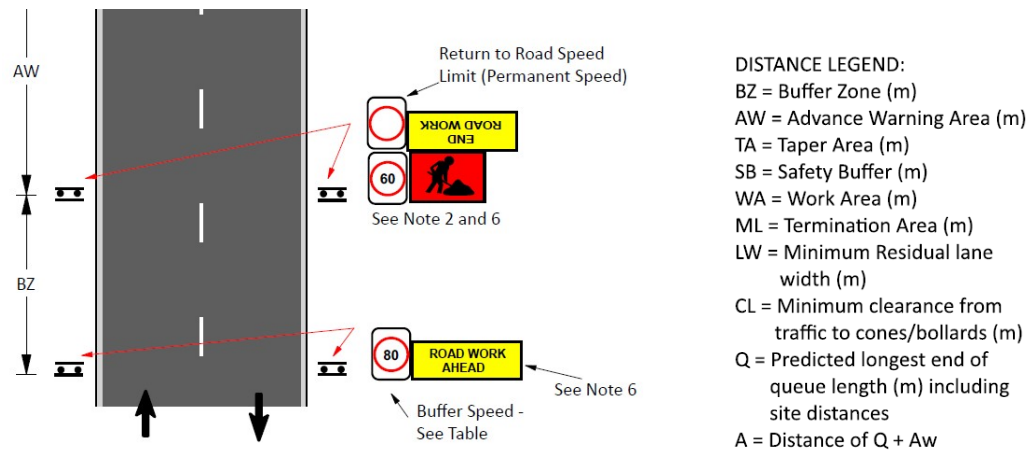 AW
BZ
Return to Road Speed
Limit (Permanent Speed)
END
ROAD WORK
60
See Note 2 and 6
80
ROAD WORK
AHEAD
See Note 6
Buffer Speed -
See Table
DISTANCE LEGEND:
BZ = Buffer Zone (m)
AW = Advance Warning Area (m)
TA = Taper Area (m)
SB = Safety Buffer (m)
WA = Work Area (m)
ML = Termination Area (m)
LW = Minimum Residual lane
width (m)
CL = Minimum clearance from
traffic to cones/bollards (m)
Q = Predicted longest end of
queue length (m) including
site distances
A = Distance of Q + Aw